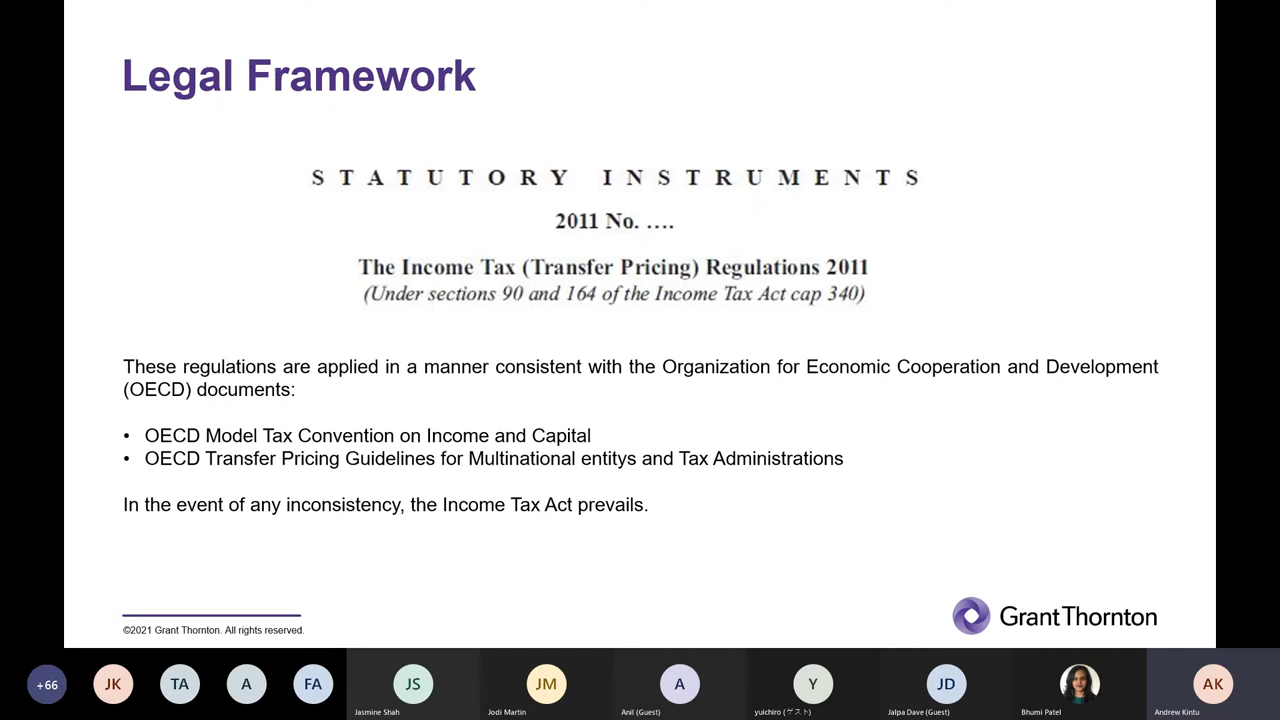 Legal Framework
STATUTORY INSTRUMENTS
2011 No. ....
The Income Tax (Transfer Pricing) Regulations 2011
(Under sections 90 and 164 of the Income Tax Act cap 340)
These regulations are applied in a manner consistent with the Organization for Economic Cooperation and Development
(OECD) documents:
• OECD Model Tax Convention on Income and Capital
• OECD Transfer Pricing Guidelines for Multinational entitys and Tax Administrations
In the event of any inconsistency, the Income Tax Act prevails.
©2021 Grant Thornton. All rights reserved.
GrantThornton
+66 JK TA A FA JS JM A Y JD AK
Jasmine Shah Jodi Martin Anil (Guest) yuichiro (ゲスト) Jalpa Dave (Guest) Bhumi Patel Andrew Kintu